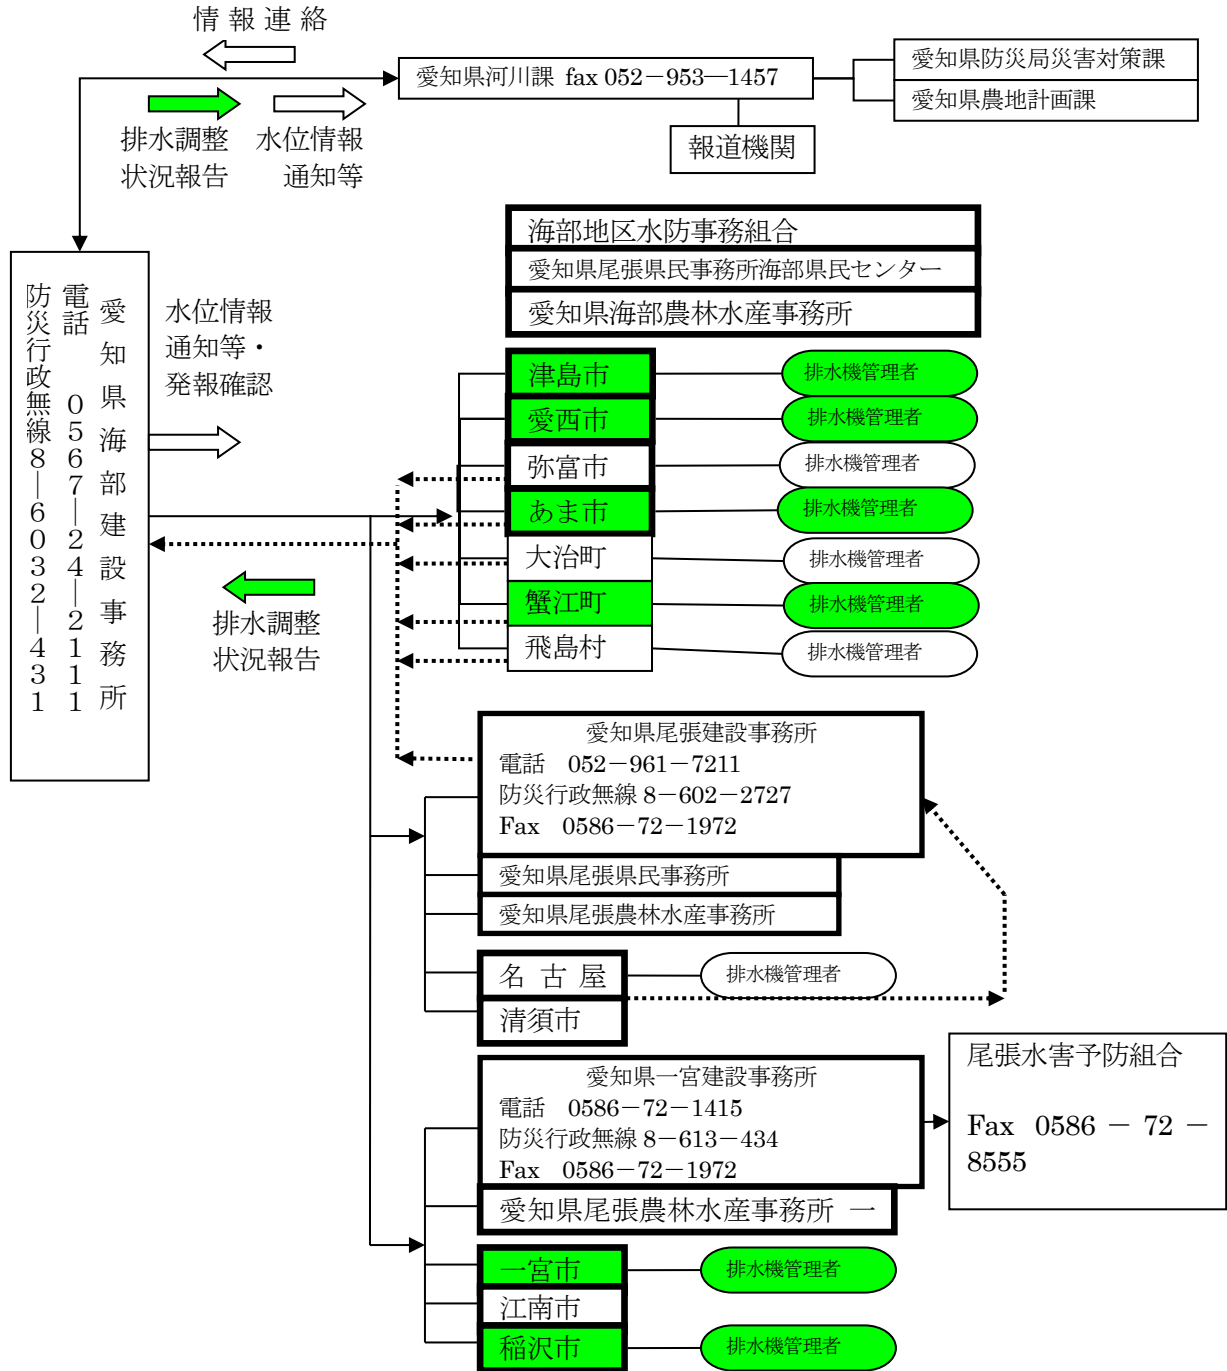 情 報 連 絡
愛知県河川課 fax 052－953―1457
愛知県防災局災害対策課
愛知県農地計画課
報道機関
排水調整
状況報告
水位情報
通知等
海部地区水防事務組合
愛知県尾張県民事務所海部県民センター
愛知県海部農林水産事務所
愛知県海部建設事務所
電話　0567―24―2111
防災行政無線8―6032―431
水位情報
通知等・
発報確認
津島市
排水機管理者
愛西市
排水機管理者
弥富市
排水機管理者
あま市
排水機管理者
大治町
排水機管理者
蟹江町
排水機管理者
飛島村
排水機管理者
排水調整
状況報告
愛知県尾張建設事務所
電話　052－961－7211
防災行政無線 8－602－2727
Fax　0586－72－1972
愛知県尾張県民事務所
愛知県尾張農林水産事務所
名 古 屋
排水機管理者
清須市
愛知県一宮建設事務所
電話　0586－72－1415
防災行政無線 8－613－434
Fax　0586－72－1972
尾張水害予防組合
Fax　0586 － 72 －
8555
愛知県尾張農林水産事務所 一
一宮市
排水機管理者
江南市
稲沢市
排水機管理者